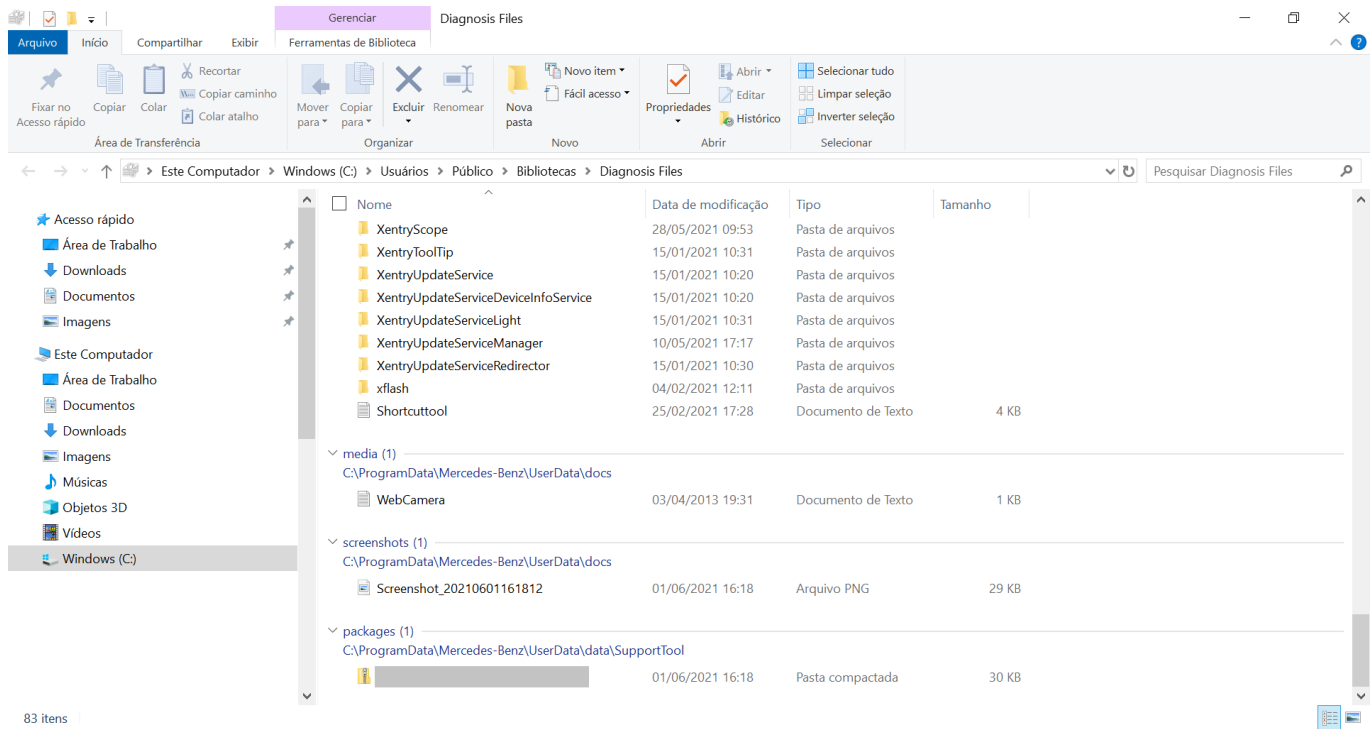 Gerenciar
Diagnosis Files
Arquivo Início Compartilhar Exibir Ferramentas de Biblioteca
Fixar no Acesso rápido
Copiar
Colar
Recortar
Copiar caminho
Colar atalho
Área de Transferência
Mover para
Copiar para
Excluir
Renomear
Organizar
Nova pasta
Novo item
Fácil acesso
Novo
Propriedades
Abrir
Editar
Histórico
Abrir
Selecionar tudo
Limpar seleção
Inverter seleção
Selecionar
Este Computador > Windows (C:) > Usuários > Público > Bibliotecas > Diagnosis Files
Pesquisar Diagnosis Files
Acesso rápido
Área de Trabalho
Downloads
Documentos
Imagens
Este Computador
Área de Trabalho
Documentos
Downloads
Imagens
Músicas
Objetos 3D
Vídeos
Windows (C:)
Nome Data de modificação Tipo Tamanho
XentryScope 28/05/2021 09:53 Pasta de arquivos
XentryToolTip 15/01/2021 10:31 Pasta de arquivos
XentryUpdateService 15/01/2021 10:20 Pasta de arquivos
XentryUpdateServiceDeviceInfoService 15/01/2021 10:20 Pasta de arquivos
XentryUpdateServiceLight 15/01/2021 10:31 Pasta de arquivos
XentryUpdateServiceManager 10/05/2021 17:17 Pasta de arquivos
XentryUpdateServiceRedirector 15/01/2021 10:30 Pasta de arquivos
xflash 04/02/2021 12:11 Pasta de arquivos
Shortcuttool 25/02/2021 17:28 Documento de Texto 4 KB
media (1)
C:\ProgramData\Mercedes-Benz\UserData\docs
WebCamera 03/04/2013 19:31 Documento de Texto 1 KB
screenshots (1)
C:\ProgramData\Mercedes-Benz\UserData\docs
Screenshot_20210601161812 01/06/2021 16:18 Arquivo PNG 29 KB
packages (1)
C:\ProgramData\Mercedes-Benz\UserData\data\SupportTool
01/06/2021 16:18 Pasta compactada 30 KB
83 itens